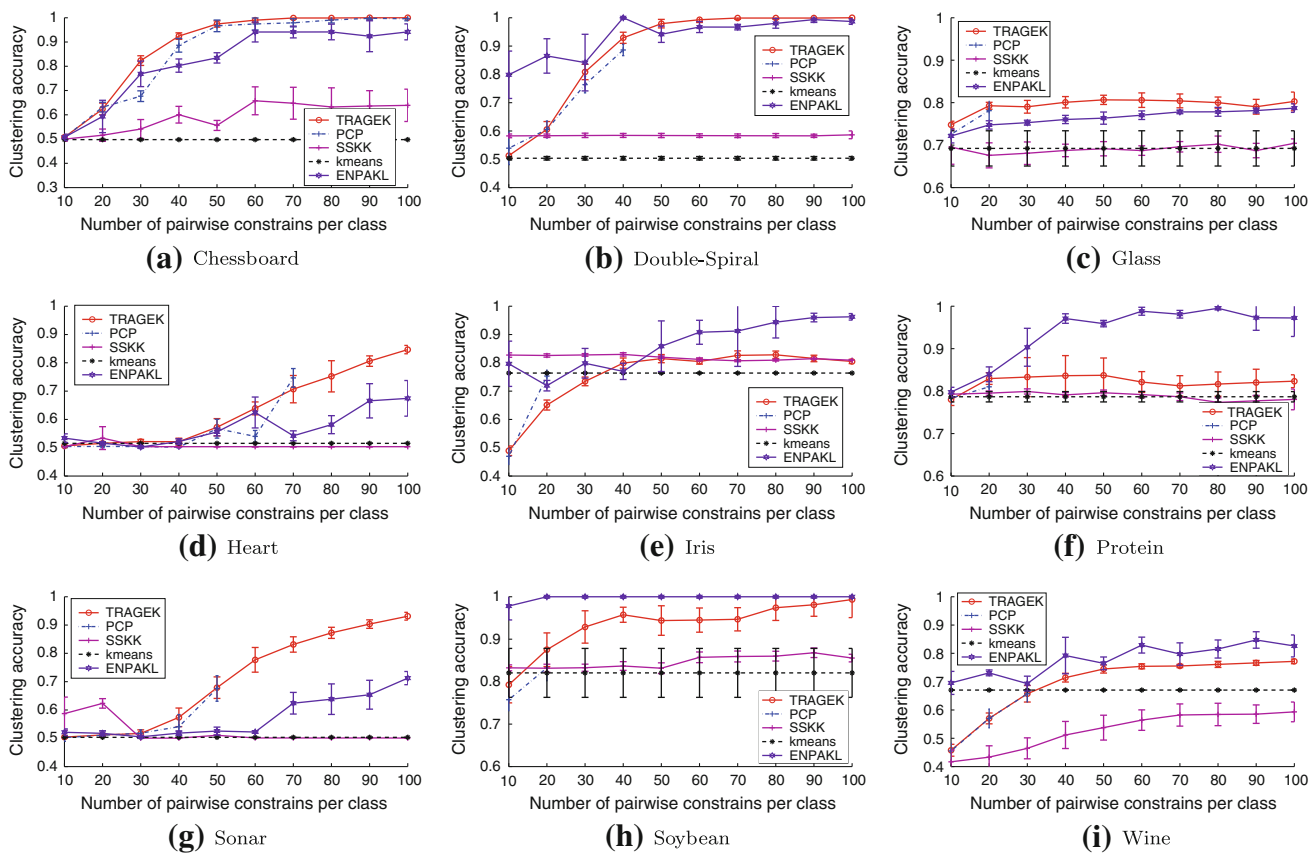 Clustering accuracy
1
0.9
0.8
0.7
0.6
0.5
0.4
0.3
10 20 30 40 50 60 70 80 90 100
Number of pairwise constrains per class
TRAGEK
PCP
SSKK
kmeans
ENPAKL
(a) Chessboard
Clustering accuracy
1
0.9
0.8
0.7
0.6
0.5
0.4
10 20 30 40 50 60 70 80 90 100
Number of pairwise constrains per class
TRAGEK
PCP
SSKK
kmeans
ENPAKL
(b) Double-Spiral
Clustering accuracy
1
0.9
0.8
0.7
0.6
10 20 30 40 50 60 70 80 90 100
Number of pairwise constrains per class
TRAGEK
PCP
SSKK
kmeans
ENPAKL
(c) Glass
Clustering accuracy
1
0.9
0.8
0.7
0.6
0.5
0.4
10 20 30 40 50 60 70 80 90 100
Number of pairwise constrains per class
TRAGEK
PCP
SSKK
kmeans
ENPAKL
(d) Heart
Clustering accuracy
1
0.9
0.8
0.7
0.6
0.5
0.4
10 20 30 40 50 60 70 80 90 100
Number of pairwise constrains per class
TRAGEK
PCP
SSKK
kmeans
ENPAKL
(e) Iris
Clustering accuracy
1
0.9
0.8
0.7
0.6
10 20 30 40 50 60 70 80 90 100
Number of pairwise constrains per class
TRAGEK
PCP
SSKK
kmeans
ENPAKL
(f) Protein
Clustering accuracy
1
0.9
0.8
0.7
0.6
0.5
0.4
10 20 30 40 50 60 70 80 90 100
Number of pairwise constrains per class
TRAGEK
PCP
SSKK
kmeans
ENPAKL
(g) Sonar
Clustering accuracy
1
0.9
0.8
0.7
0.6
10 20 30 40 50 60 70 80 90 100
Number of pairwise constrains per class
TRAGEK
PCP
SSKK
kmeans
ENPAKL
(h) Soybean
Clustering accuracy
1
0.9
0.8
0.7
0.6
0.5
0.4
10 20 30 40 50 60 70 80 90 100
Number of pairwise constrains per class
TRAGEK
PCP
SSKK
kmeans
ENPAKL
(i) Wine